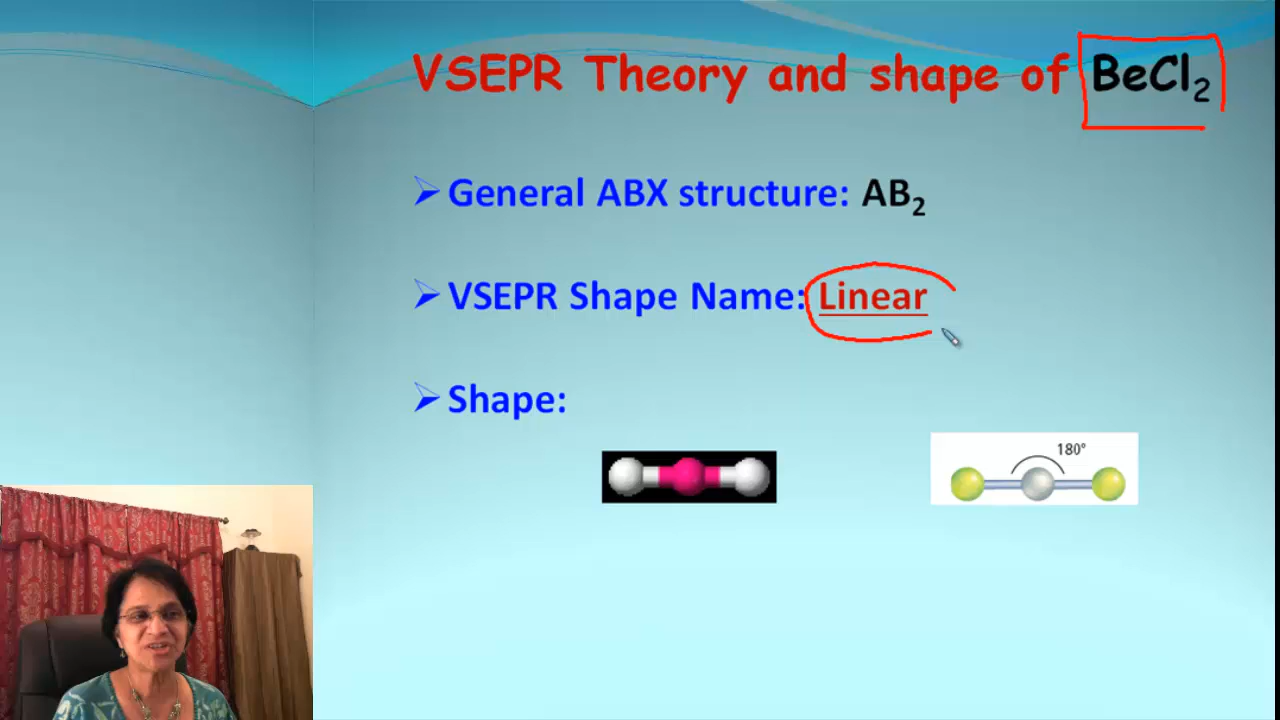 VSEPR Theory and shape of BeCl₂
➢ General ABX structure: AB₂
➢ VSEPR Shape Name: Linear
➢ Shape:
180°